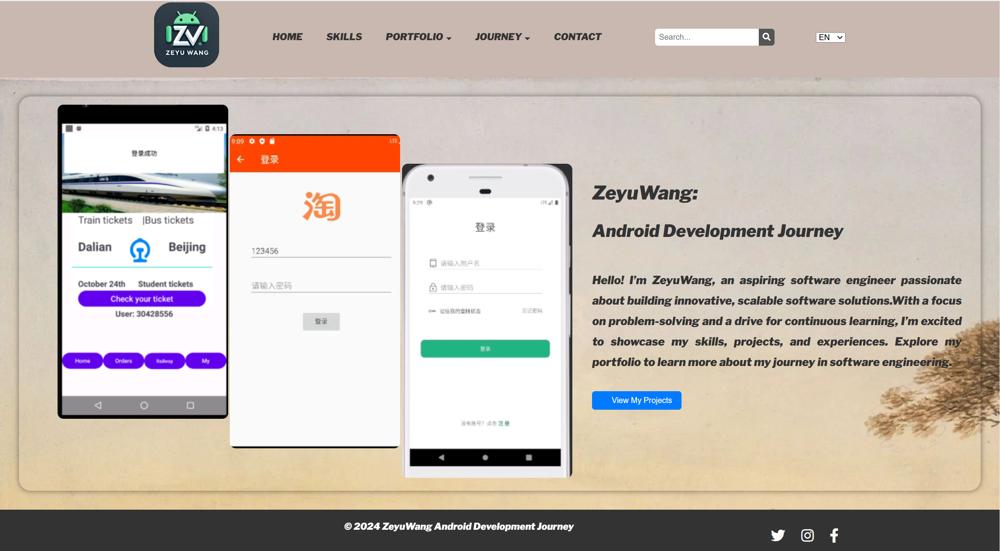 ZEYU WANG
HOME
SKILLS
PORTFOLIO
JOURNEY
CONTACT
Search...
EN
4:13
登录成功
Train tickets |Bus tickets
Dalian
Beijing
October 24th
Student tickets
Check your ticket
User: 30428556
Home
Orders
Railway
My
9:09
LTE
登录
淘
123456
请输入密码
登录
9:29
LTE
登录
请输入用户名
请输入密码
记住我的登陆状态
忘记密码
登录
没有账号？点击 注册
ZeyuWang:
Android Development Journey
Hello! I’m ZeyuWang, an aspiring software engineer passionate
about building innovative, scalable software solutions.With a focus
on problem-solving and a drive for continuous learning, I’m excited
to showcase my skills, projects, and experiences. Explore my
portfolio to learn more about my journey in software engineering.
View My Projects
© 2024 ZeyuWang Android Development Journey